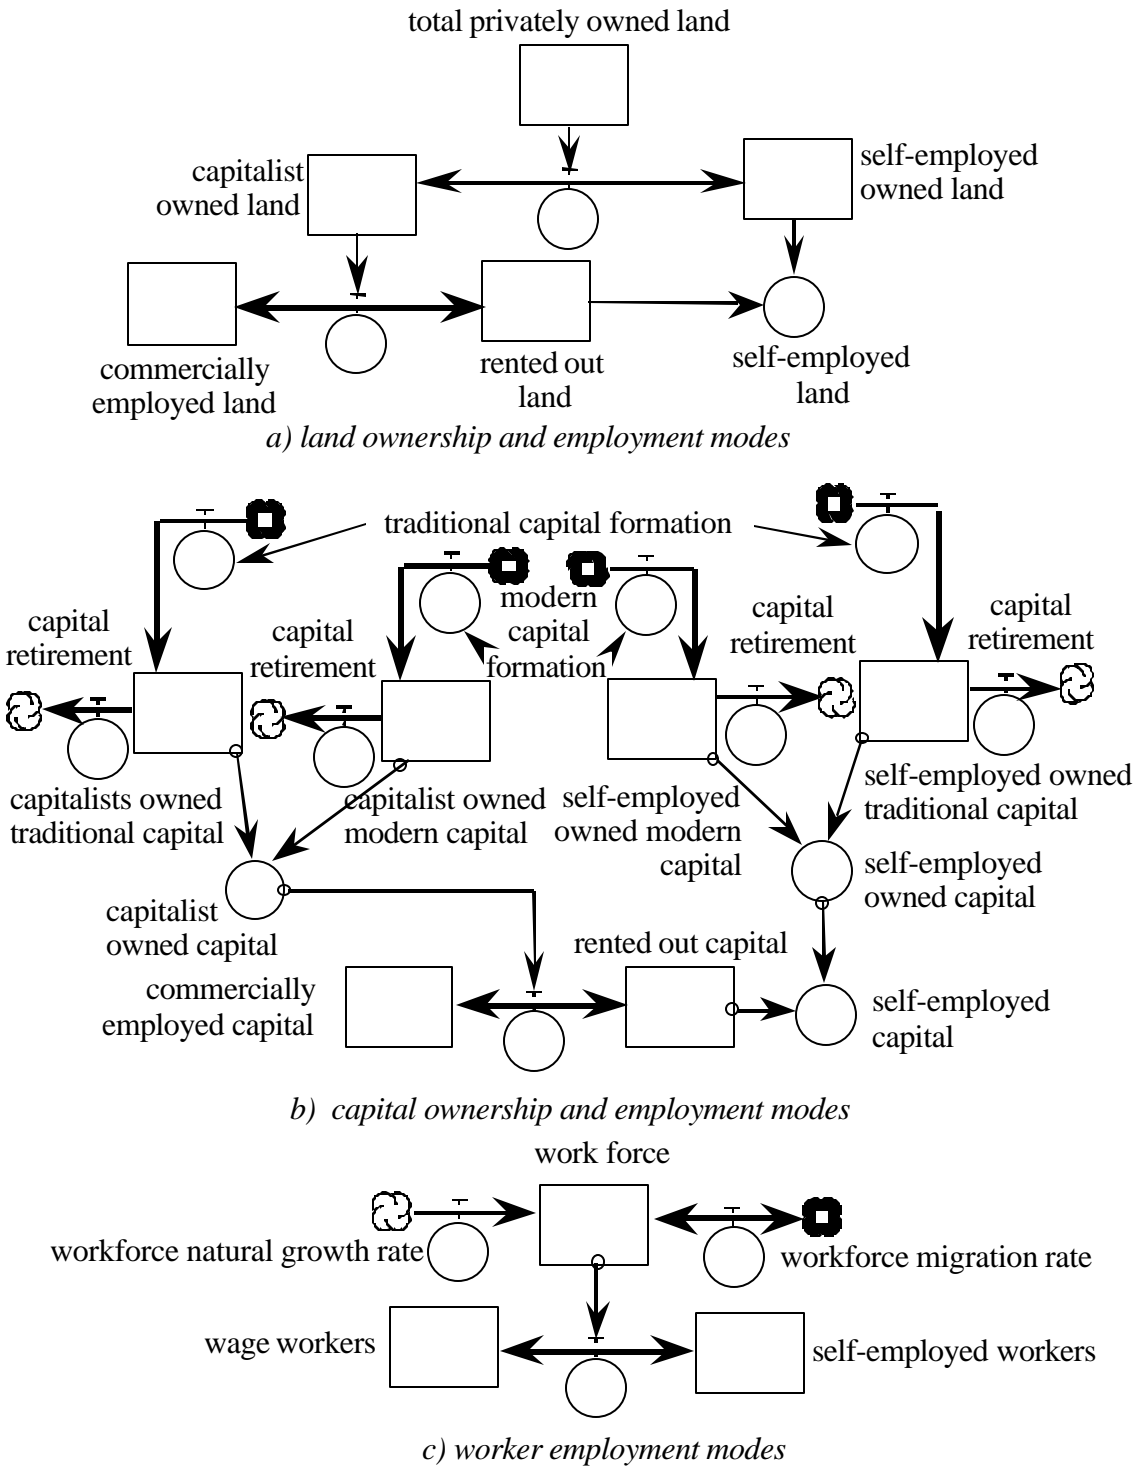 total privately owned land
capitalist
owned land
self-employed
owned land
commercially
employed land
rented out
land
self-employed
land
a) land ownership and employment modes
traditional capital formation
modern
capital
formation
capital
retirement
capital
retirement
capital
retirement
capital
retirement
capitalists owned
traditional capital
capitalist owned
modern capital
self-employed
owned modern
capital
self-employed owned
traditional capital
capitalist
owned capital
self-employed
owned capital
rented out capital
commercially
employed capital
self-employed
capital
b) capital ownership and employment modes
work force
workforce natural growth rate
workforce migration rate
wage workers
self-employed workers
c) worker employment modes